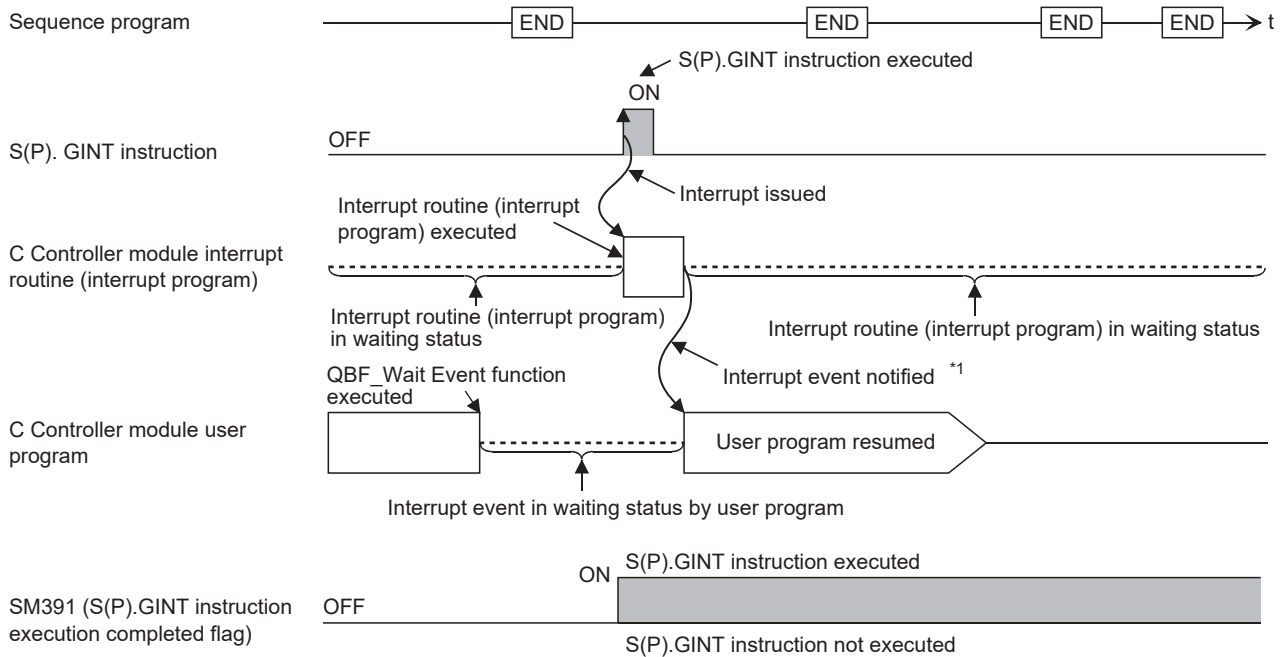 Sequence program
END END END END t
S(P).GINT instruction executed
ON
OFF
S(P). GINT instruction
Interrupt issued
Interrupt routine (interrupt
program) executed
C Controller module interrupt
routine (interrupt program)
Interrupt routine (interrupt program)
in waiting status
Interrupt routine (interrupt program) in waiting status
QBF_Wait Event function
executed
Interrupt event notified *1
C Controller module user
program
User program resumed
Interrupt event in waiting status by user program
S(P).GINT instruction executed
ON
SM391 (S(P).GINT instruction
execution completed flag)
OFF
S(P).GINT instruction not executed